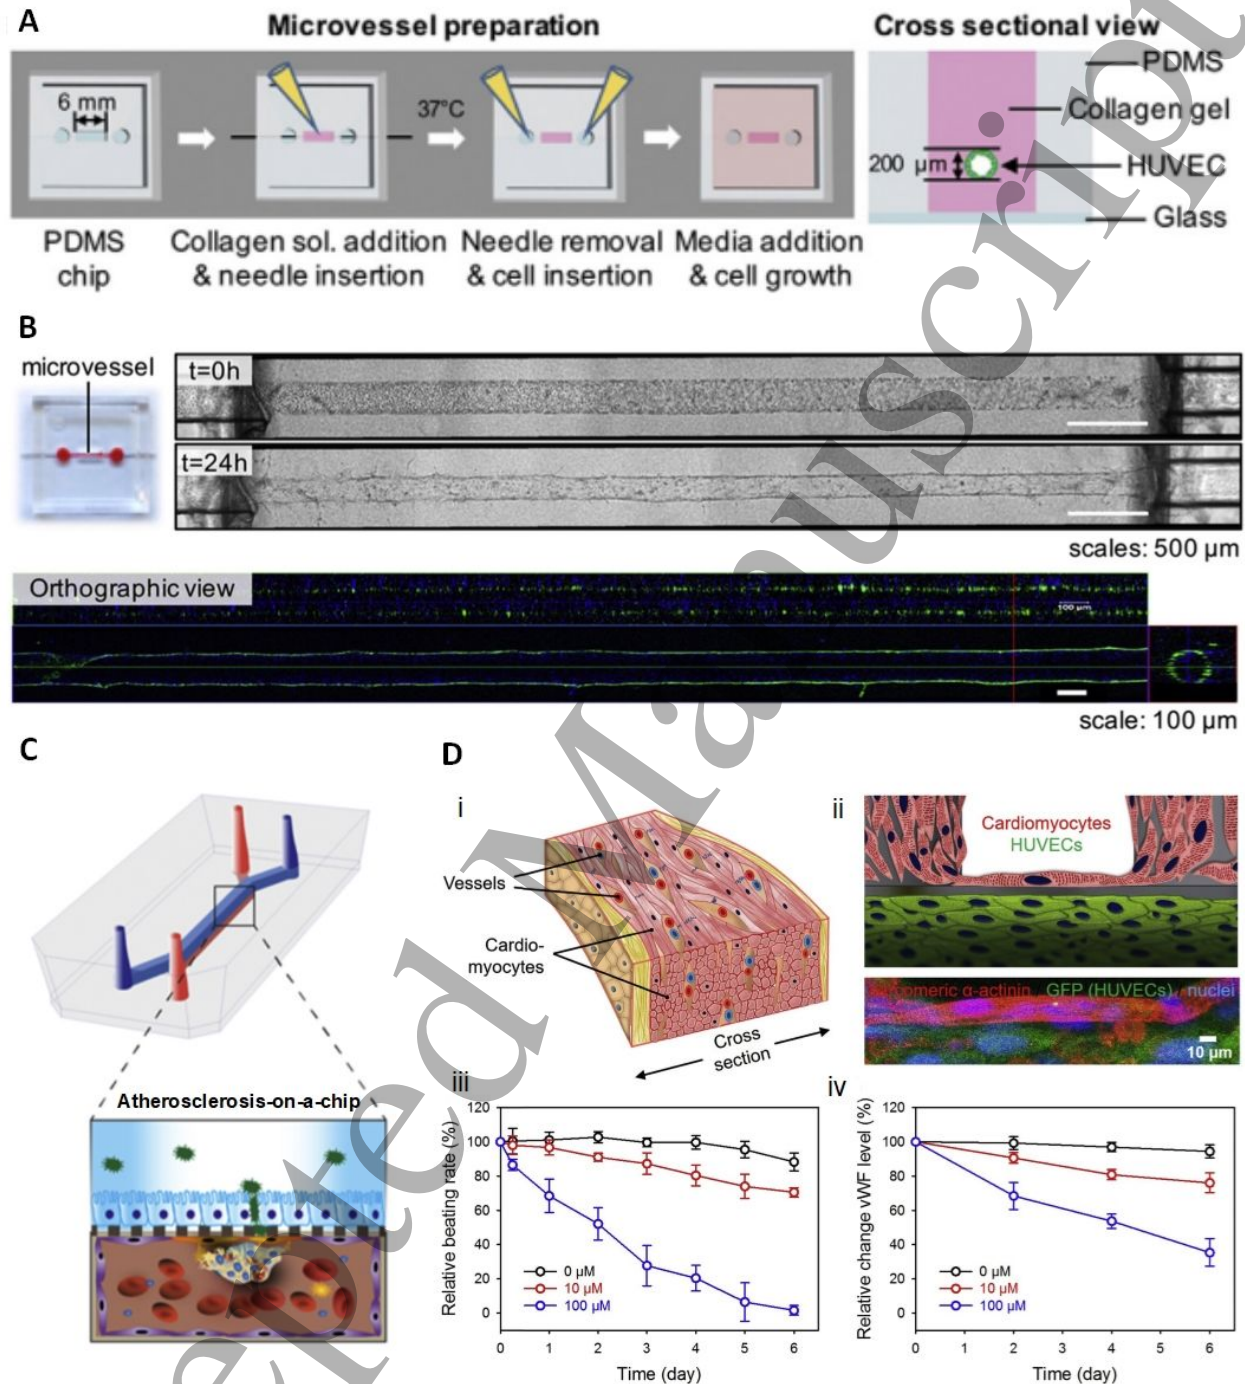 A
Microvessel preparation
Cross sectional view
6 mm
37°C
PDMS
chip
Collagen sol. addition
& needle insertion
Needle removal
& cell insertion
Media addition
& cell growth
PDMS
Collagen gel
200 µm
HUVEC
Glass
B
microvessel
t=0h
t=24h
scales: 500 µm
Orthographic view
100 µm
scale: 100 µm
C
Atherosclerosis-on-a-chip
D
i
Vessels
Cardio-
myocytes
Cross
section
ii
Cardiomyocytes
HUVECs
omeric α-actinin GFP (HUVECs) nuclei
10 µm
iii
Relative beating rate (%)
120
100
80
60
40
20
0
0 µM
10 µM
100 µM
0 1 2 3 4 5 6
Time (day)
iv
Relative change vWF level (%)
120
100
80
60
40
20
0
0 µM
10 µM
100 µM
0 1 2 3 4 5 6
Time (day)
epted Manuscript